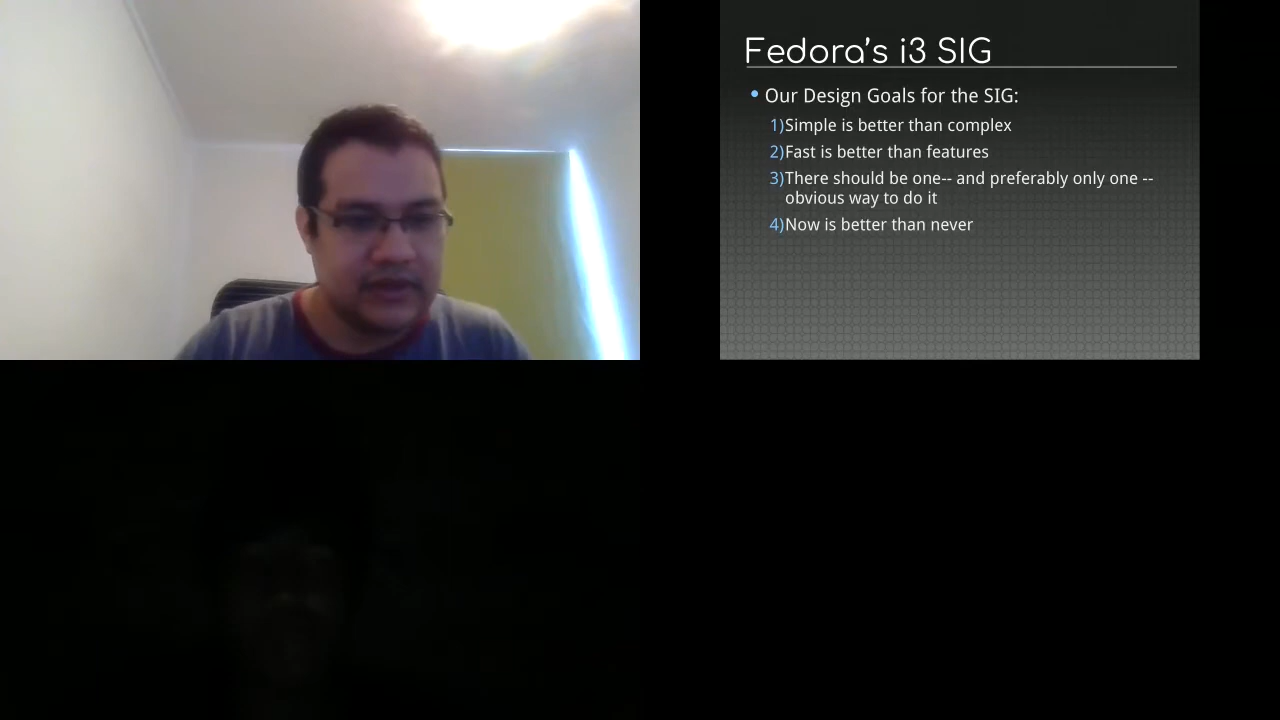 Fedora's i3 SIG
• Our Design Goals for the SIG:
1)Simple is better than complex
2)Fast is better than features
3)There should be one-- and preferably only one --
obvious way to do it
4)Now is better than never